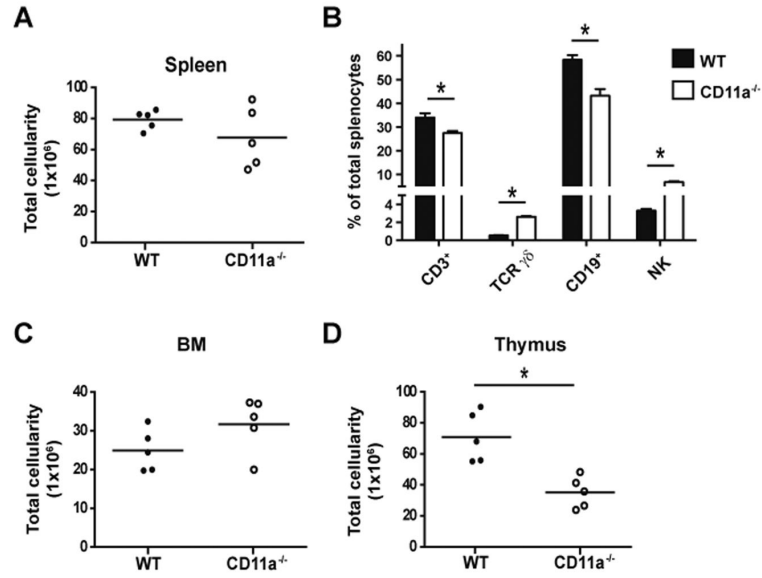 A
Spleen
Total cellularity
(1x10⁶)
100
80
60
40
20
0
WT
CD11a⁻/⁻
B
% of total splenocytes
60
50
40
30
20
10
4
2
0
*
*
*
*
CD3⁺
TCR γδ
CD19⁺
NK
WT
CD11a⁻/⁻
C
BM
Total cellularity
(1x10⁶)
40
30
20
10
0
WT
CD11a⁻/⁻
D
Thymus
*
Total cellularity
(1x10⁶)
100
80
60
40
20
0
WT
CD11a⁻/⁻